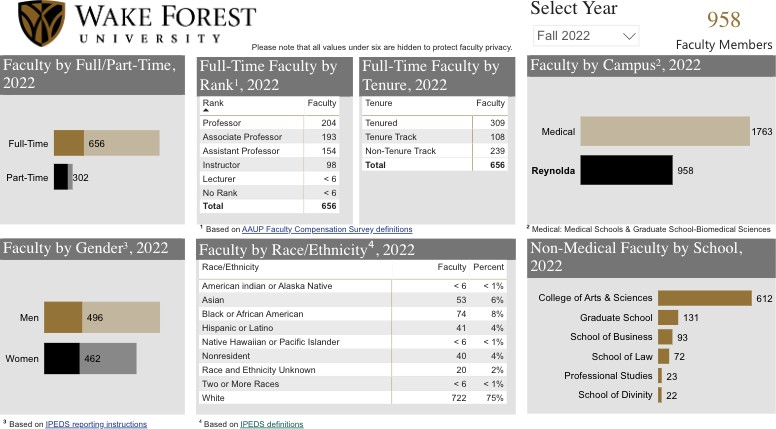 WAKE FOREST
UNIVERSITY
Please note that all values under six are hidden to protect faculty privacy.
Select Year
Fall 2022
958
Faculty Members
Faculty by Full/Part-Time,
2022
Full-Time 656
Part-Time 302
Full-Time Faculty by
Rank¹, 2022
Rank Faculty
Professor 204
Associate Professor 193
Assistant Professor 154
Instructor 98
Lecturer < 6
No Rank < 6
Total 656
¹ Based on AAUP Faculty Compensation Survey definitions
Full-Time Faculty by
Tenure, 2022
Tenure Faculty
Tenured 309
Tenure Track 108
Non-Tenure Track 239
Total 656
Faculty by Campus², 2022
Medical 1763
Reynolda 958
² Medical: Medical Schools & Graduate School-Biomedical Sciences
Faculty by Gender³, 2022
Men 496
Women 462
³ Based on IPEDS reporting instructions
Faculty by Race/Ethnicity⁴, 2022
Race/Ethnicity Faculty Percent
American indian or Alaska Native < 6 < 1%
Asian 53 6%
Black or African American 74 8%
Hispanic or Latino 41 4%
Native Hawaiian or Pacific Islander < 6 < 1%
Nonresident 40 4%
Race and Ethnicity Unknown 20 2%
Two or More Races < 6 < 1%
White 722 75%
⁴ Based on IPEDS definitions
Non-Medical Faculty by School,
2022
College of Arts & Sciences 612
Graduate School 131
School of Business 93
School of Law 72
Professional Studies 23
School of Divinity 22